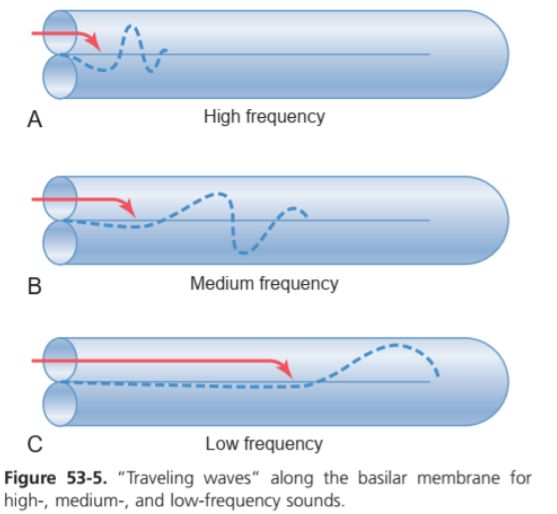 A
High frequency
B
Medium frequency
C
Low frequency
Figure 53-5. “Traveling waves” along the basilar membrane for
high-, medium-, and low-frequency sounds.